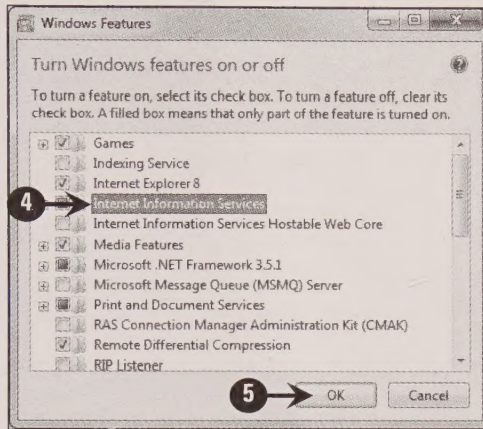 Windows Features
Turn Windows features on or off
To turn a feature on, select its check box. To turn a feature off, clear its
check box. A filled box means that only part of the feature is turned on.
Games
Indexing Service
Internet Explorer 8
4 Internet Information Services
Internet Information Services Hostable Web Core
Media Features
Microsoft .NET Framework 3.5.1
Microsoft Message Queue (MSMQ) Server
Print and Document Services
RAS Connection Manager Administration Kit (CMAK)
Remote Differential Compression
RIP Listener
5 OK Cancel